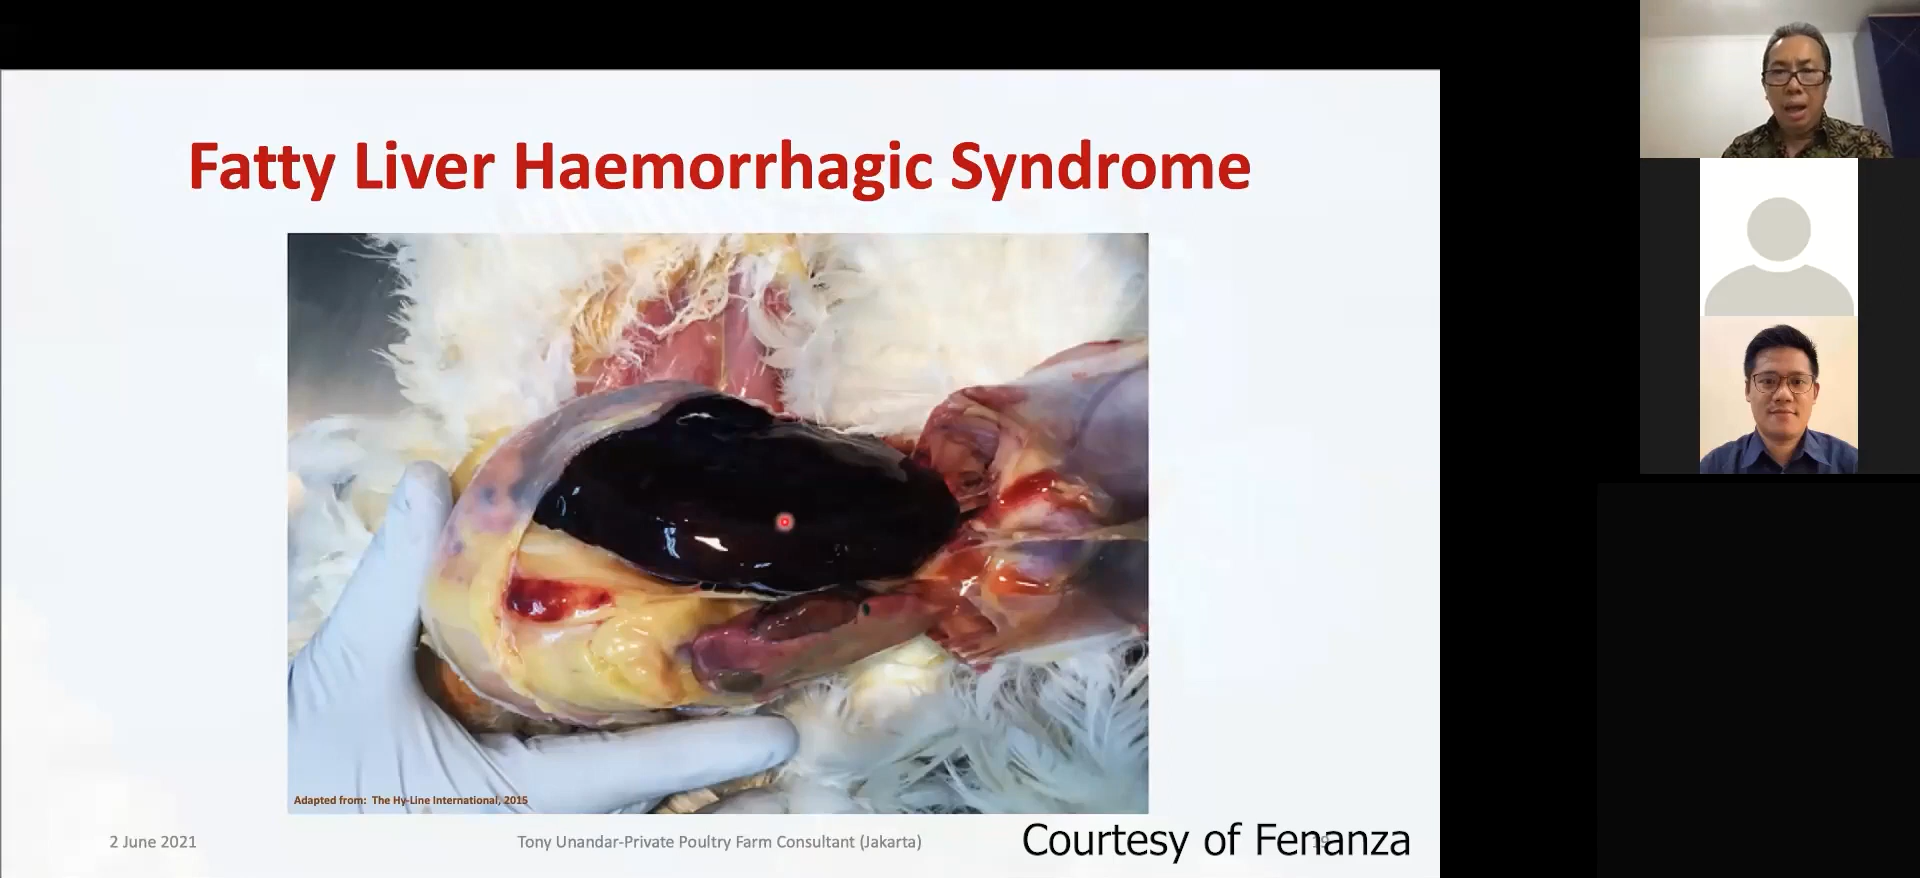 Fatty Liver Haemorrhagic Syndrome
Adapted from: The Hy-Line International, 2015
2 June 2021
Tony Unandar-Private Poultry Farm Consultant (Jakarta)
Courtesy of Fenanza